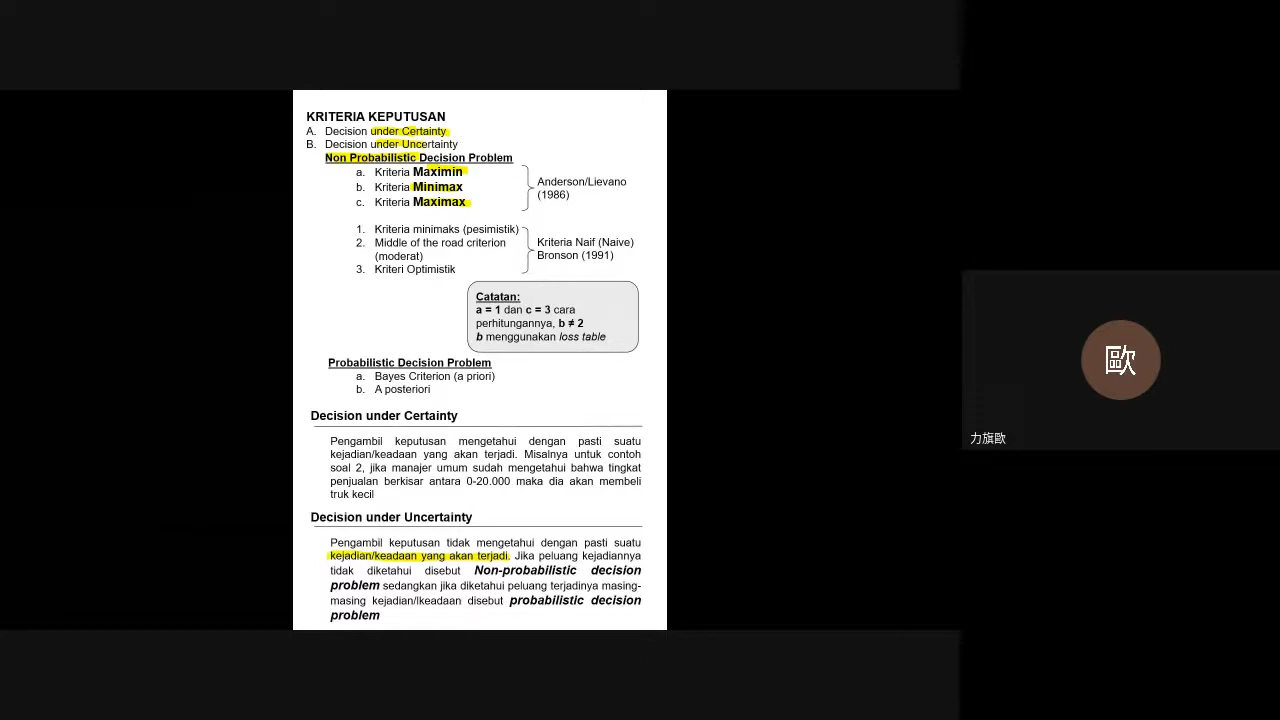 KRITERIA KEPUTUSAN
A. Decision under Certainty
B. Decision under Uncertainty
Non Probabilistic Decision Problem
a. Kriteria Maximin
b. Kriteria Minimax
c. Kriteria Maximax
Anderson/Lievano
(1986)
1. Kriteria minimaks (pesimistik)
2. Middle of the road criterion
(moderat)
3. Kriteri Optimistik
Kriteria Naif (Naive)
Bronson (1991)
Catatan:
a = 1 dan c = 3 cara
perhitungannya, b ≠ 2
b menggunakan loss table
Probabilistic Decision Problem
a. Bayes Criterion (a priori)
b. A posteriori
Decision under Certainty
Pengambil keputusan mengetahui dengan pasti suatu
kejadian/keadaan yang akan terjadi. Misalnya untuk contoh
soal 2, jika manajer umum sudah mengetahui bahwa tingkat
penjualan berkisar antara 0-20.000 maka dia akan membeli
truk kecil
Decision under Uncertainty
Pengambil keputusan tidak mengetahui dengan pasti suatu
kejadian/keadaan yang akan terjadi. Jika peluang kejadiannya
tidak diketahui disebut Non-probabilistic decision
problem sedangkan jika diketahui peluang terjadinya masing-
masing kejadian/lkeadaan disebut probabilistic decision
problem
歐
力旗歐